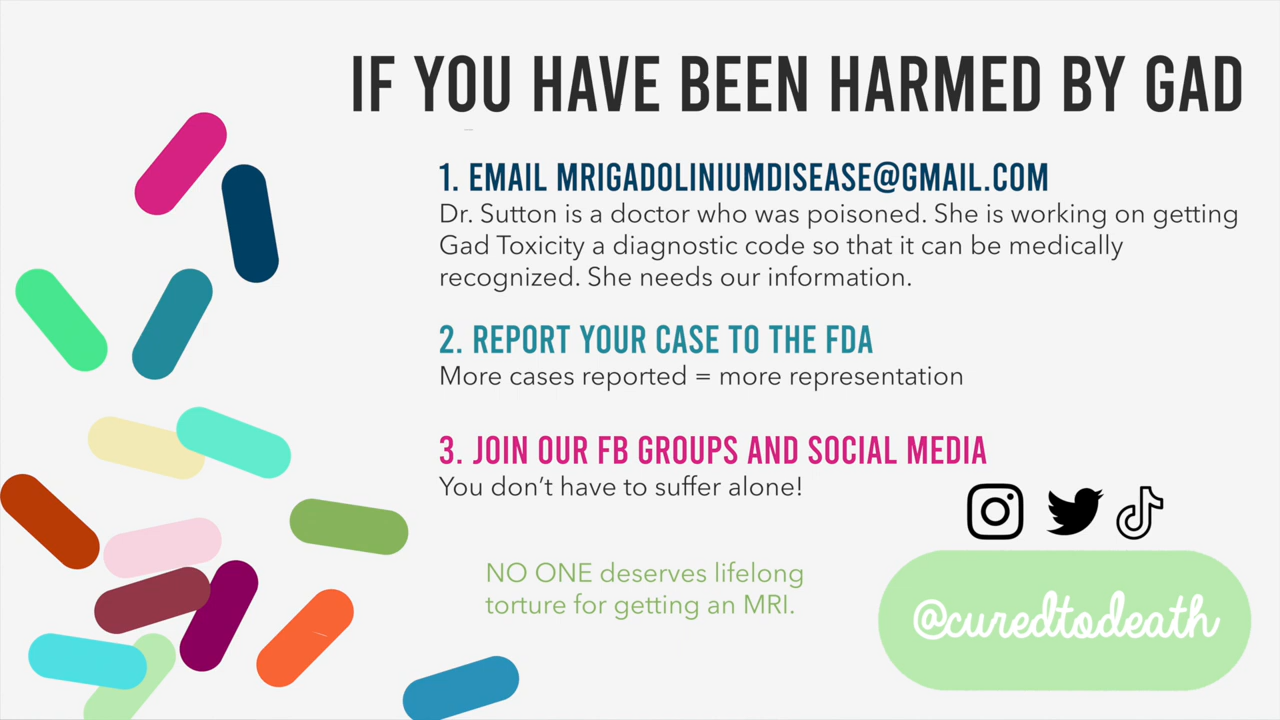 IF YOU HAVE BEEN HARMED BY GAD
1. EMAIL MRIGADOLINIUMDISEASE@GMAIL.COM
Dr. Sutton is a doctor who was poisoned. She is working on getting
Gad Toxicity a diagnostic code so that it can be medically
recognized. She needs our information.
2. REPORT YOUR CASE TO THE FDA
More cases reported = more representation
3. JOIN OUR FB GROUPS AND SOCIAL MEDIA
You don't have to suffer alone!
NO ONE deserves lifelong
torture for getting an MRI.
@curedtodeath